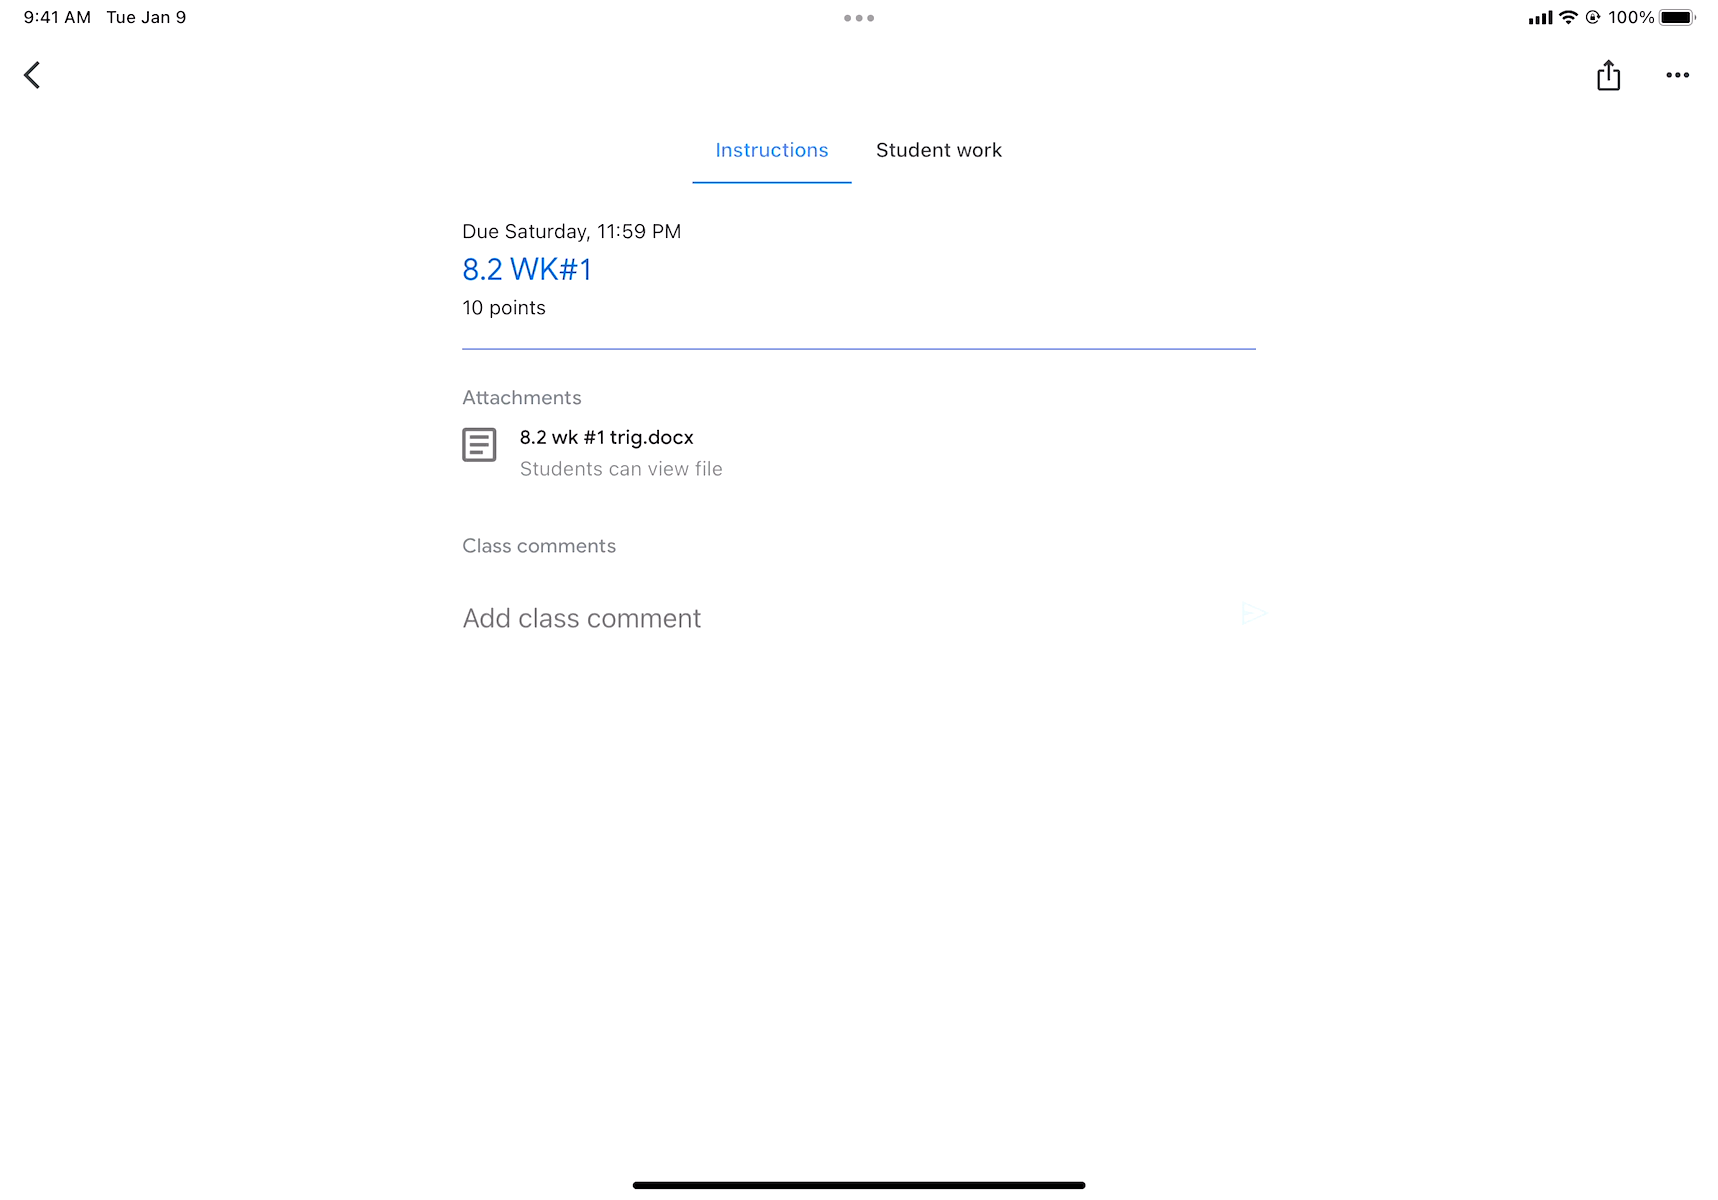 9:41 AM Tue Jan 9
100%
Instructions
Student work
Due Saturday, 11:59 PM
8.2 WK#1
10 points
Attachments
8.2 wk #1 trig.docx
Students can view file
Class comments
Add class comment